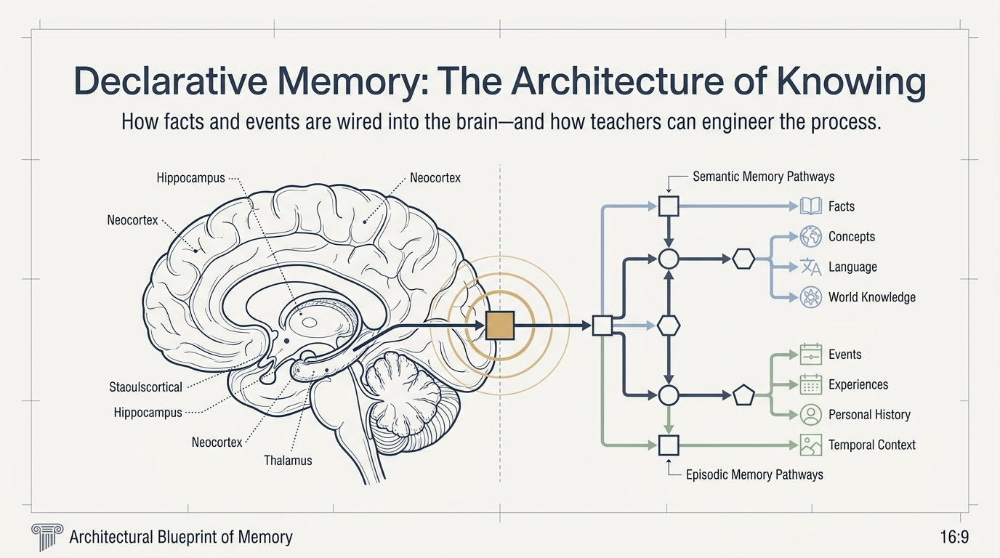 Declarative Memory: The Architecture of Knowing
How facts and events are wired into the brain—and how teachers can engineer the process.
Hippocampus
Neocortex
Neocortex
Staoulscortical
Hippocampus
Neocortex
Thalamus
Semantic Memory Pathways
Facts
Concepts
Language
World Knowledge
Events
Experiences
Personal History
Temporal Context
Episodic Memory Pathways
Architectural Blueprint of Memory
16:9